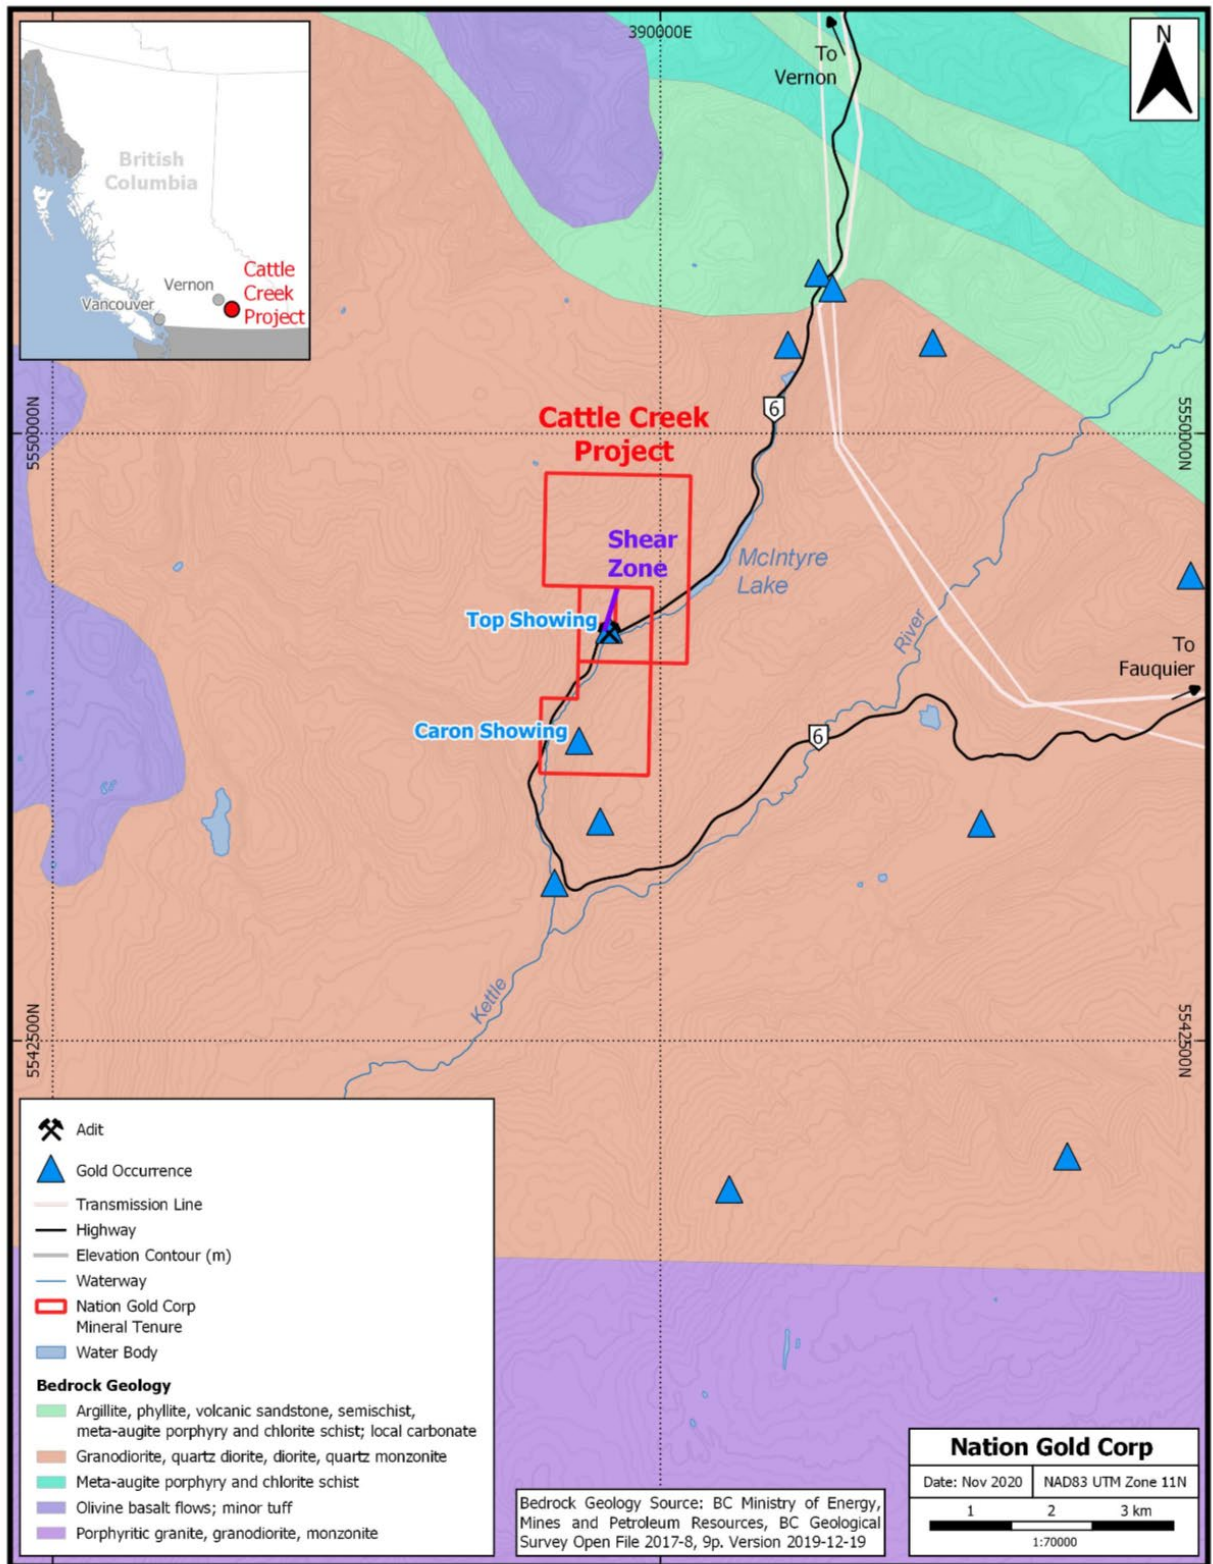 390000E
N
To
Vernon
British
Columbia
Vernon
Vancouver
Cattle
Creek
Project
6
Cattle Creek
Project
5550000N
5550000N
Shear
Zone
McIntyre
Lake
Top Showing
River
To
Fauquier
Caron Showing
6
Kettle
5542500N
5542500N
Adit
Gold Occurrence
Transmission Line
Highway
Elevation Contour (m)
Waterway
Nation Gold Corp
Mineral Tenure
Water Body
Bedrock Geology
Argillite, phyllite, volcanic sandstone, semischist,
meta-augite porphyry and chlorite schist; local carbonate
Granodiorite, quartz diorite, diorite, quartz monzonite
Meta-augite porphyry and chlorite schist
Olivine basalt flows; minor tuff
Porphyritic granite, granodiorite, monzonite
Bedrock Geology Source: BC Ministry of Energy,
Mines and Petroleum Resources, BC Geological
Survey Open File 2017-8, 9p. Version 2019-12-19
Nation Gold Corp
Date: Nov 2020
NAD83 UTM Zone 11N
1 2 3 km
1:70000